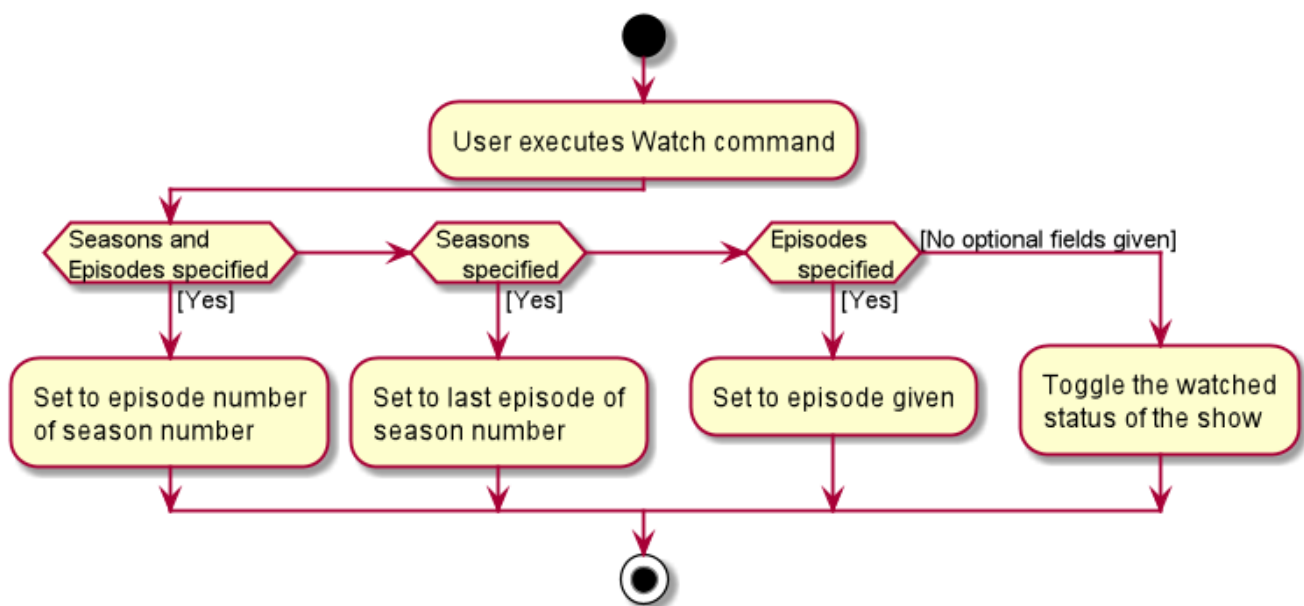 User executes Watch command
Seasons and
Episodes specified
[Yes]
Seasons
specified
[Yes]
Episodes
specified
[Yes]
[No optional fields given]
Set to episode number
of season number
Set to last episode of
season number
Set to episode given
Toggle the watched
status of the show